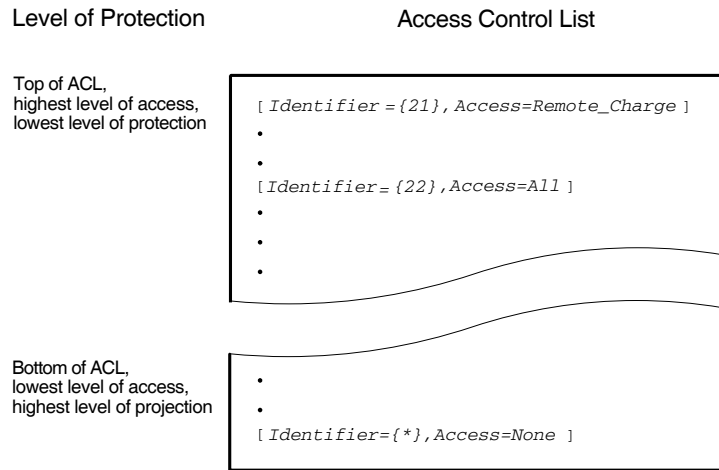 Level of Protection
Access Control List
Top of ACL,
highest level of access,
lowest level of protection
[ Identifier ={21},Access=Remote_Charge ]
•
•
[Identifier= {22},Access=All ]
•
•
•
Bottom of ACL,
lowest level of access,
highest level of projection
•
•
[ Identifier={*},Access=None ]